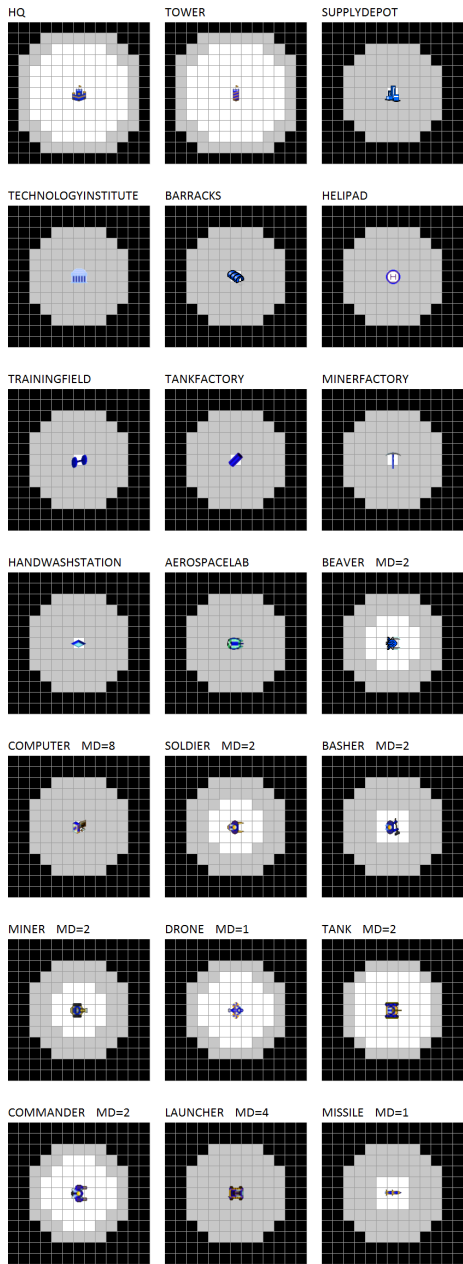 HQ TOWER SUPPLYDEPOT
TECHNOLOGYINSTITUTE BARRACKS HELIPAD
H
TRAININGFIELD TANKFACTORY MINERFACTORY
HANDWASHSTATION AEROSPACELAB BEAVER MD=2
COMPUTER MD=8 SOLDIER MD=2 BASHER MD=2
MINER MD=2 DRONE MD=1 TANK MD=2
COMMANDER MD=2 LAUNCHER MD=4 MISSILE MD=1